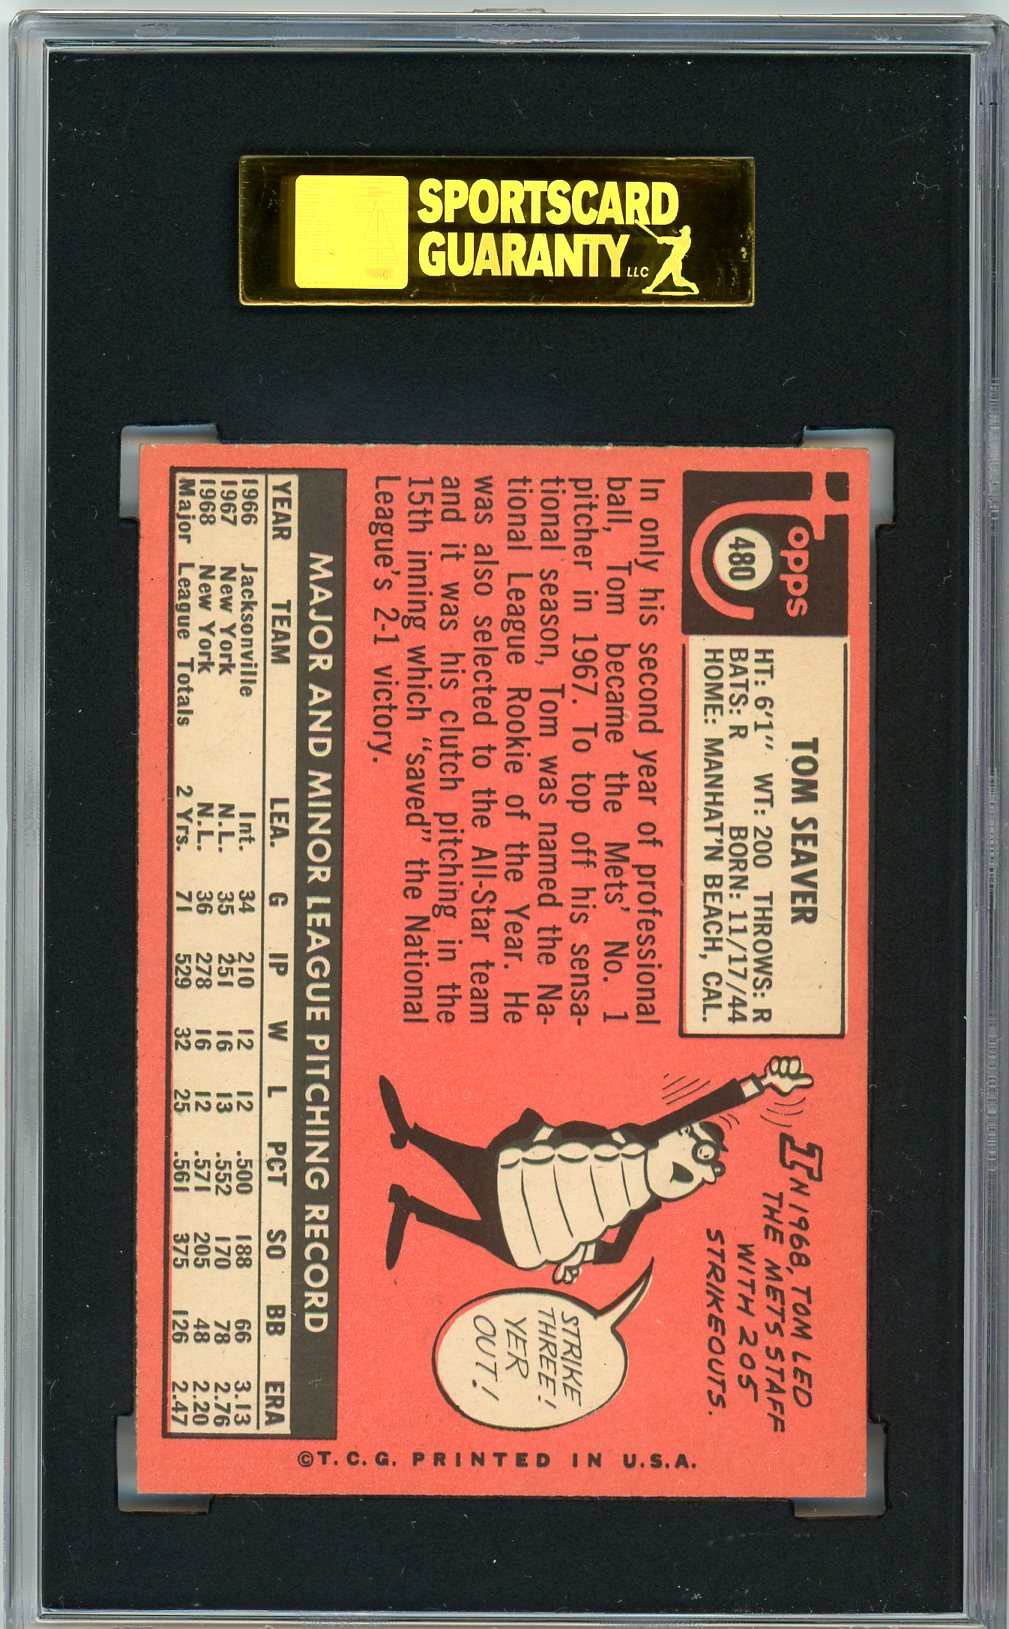 SPORTSCARD
GUARANTY LLC
Topps
480
TOM SEAVER
HT: 6'1" WT: 200 THROWS: R
BATS: R BORN: 11/17/44
HOME: MANHAT'N BEACH, CAL.
In only his second year of professional
ball, Tom became the Mets' No. 1
pitcher in 1967. To top off his sensa-
tional season, Tom was named the Na-
tional League Rookie of the Year. He
was also selected to the All-Star team
and it was his clutch pitching in the
15th inning which "saved" the National
League's 2-1 victory.
IN 1968, TOM LED
THE METS STAFF
WITH 205
STRIKEOUTS.
STRIKE
THREE!
YER
OUT!
MAJOR AND MINOR LEAGUE PITCHING RECORD
YEAR TEAM LEA. G IP W L PCT SO BB ERA
1966 Jacksonville Int. 34 210 12 12 .500 188 66 3.13
1967 New York N.L. 35 251 16 13 .552 170 78 2.76
1968 New York N.L. 36 278 16 12 .571 205 48 2.20
Major League Totals 2 Yrs. 71 529 32 25 .561 375 126 2.47
©T.C.G. PRINTED IN U.S.A.